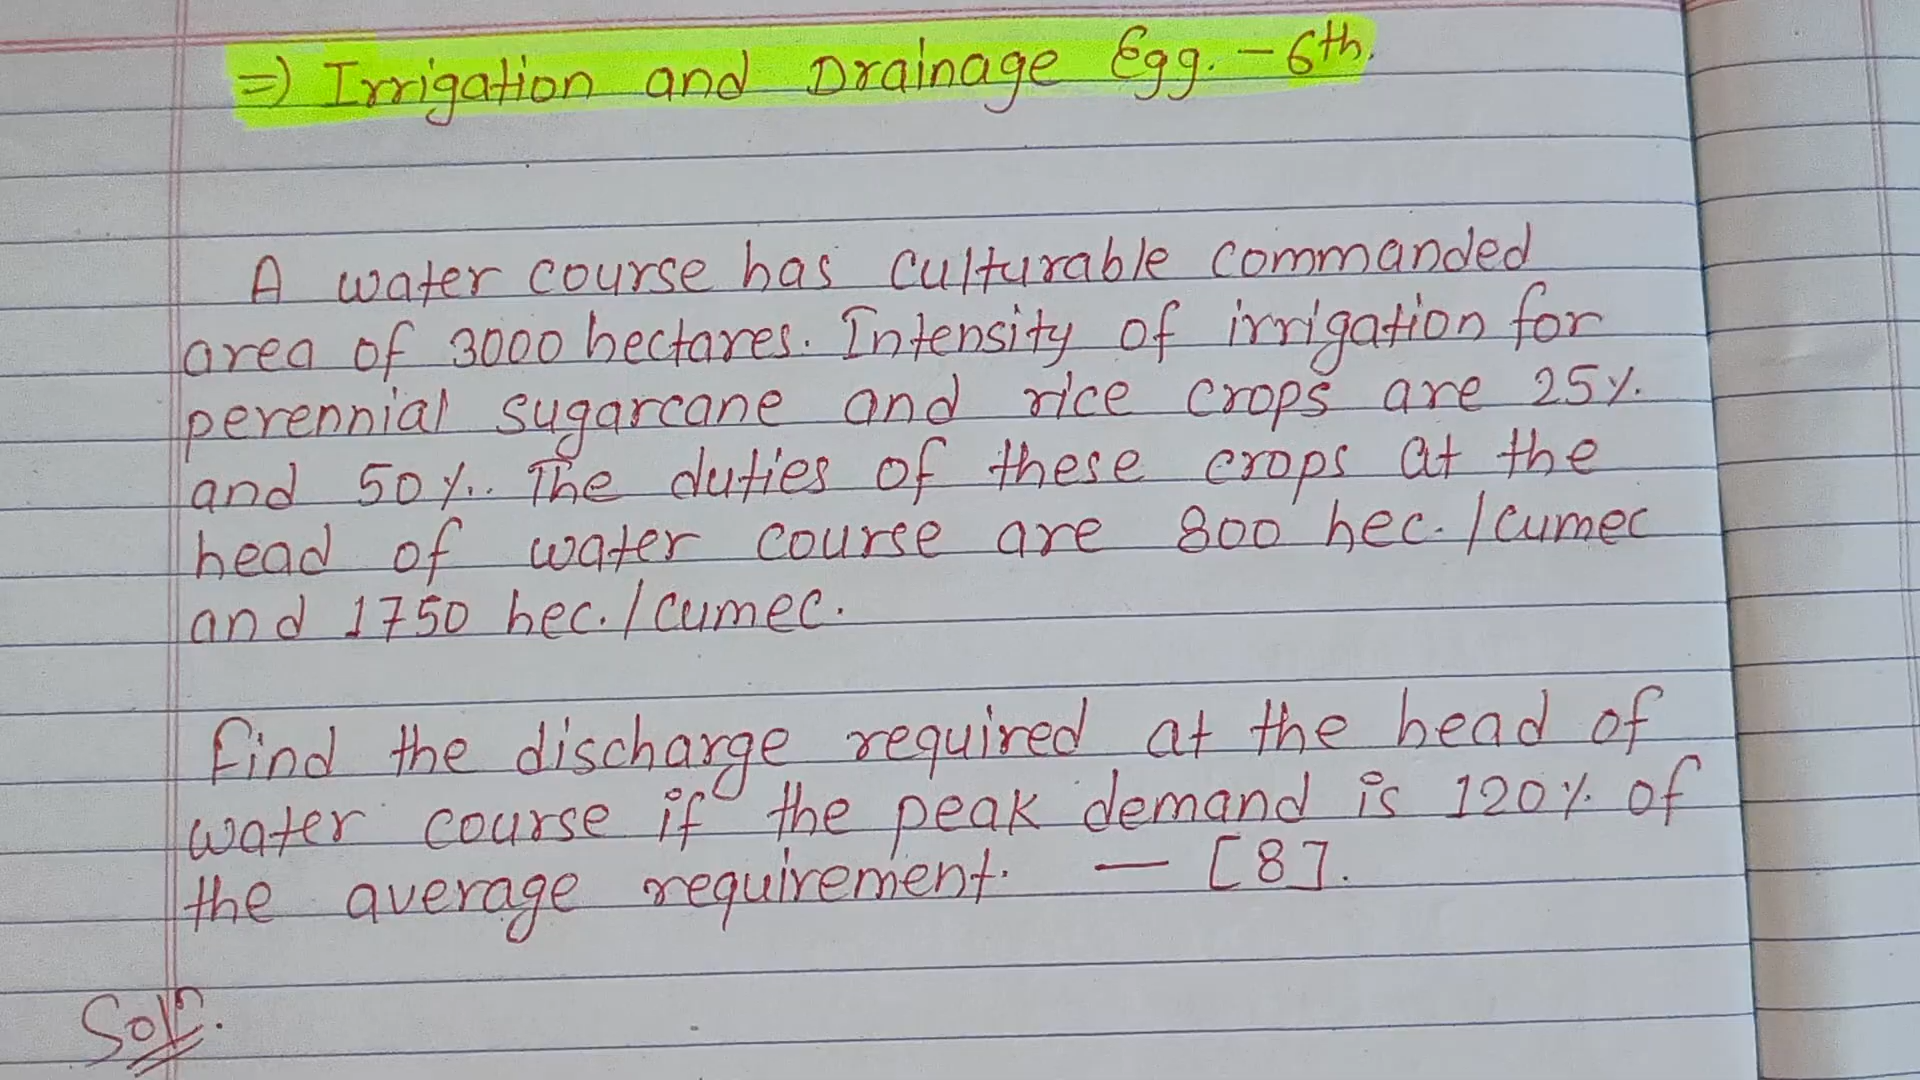 =) Irrigation and Drainage Egg. - 6th.
A water course has culturable commanded
area of 3000 hectares. Intensity of irrigation for
perennial sugarcane and rice crops are 25%.
and 50%. The duties of these crops at the
head of water course are 800 hec. / cumec
and 1750 hec. / cumec.
find the discharge required at the head of
water course if the peak demand is 120% of
the average requirement. — [8].
Soln.